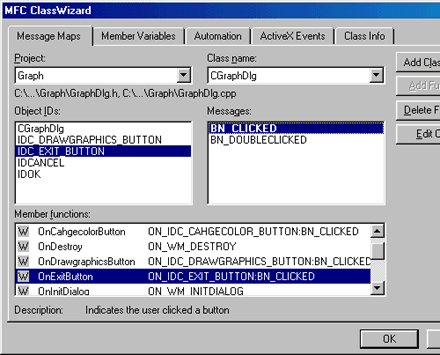 MFC ClassWizard
Message Maps Member Variables Automation ActiveX Events Class Info
Project: Class name:
Graph CGraphDlg
Add Clas
C:\...\Graph\GraphDlg.h, C:\...\Graph\GraphDlg.cpp
Add Fu
Object IDs: Messages:
Delete F
CGraphDlg BN_CLICKED
IDC_DRAWGRAPHICS_BUTTON BN_DOUBLECLICKED
Edit C
IDC_EXIT_BUTTON
IDCANCEL
IDOK
Member functions:
W OnCahgecolorButton ON_IDC_CAHGECOLOR_BUTTON:BN_CLICKED
W OnDestroy ON_WM_DESTROY
W OnDrawgraphicsButton ON_IDC_DRAWGRAPHICS_BUTTON:BN_CLICKED
W OnExitButton ON_IDC_EXIT_BUTTON:BN_CLICKED
W OnInitDialog ON_WM_INITDIALOG
Description: Indicates the user clicked a button
OK